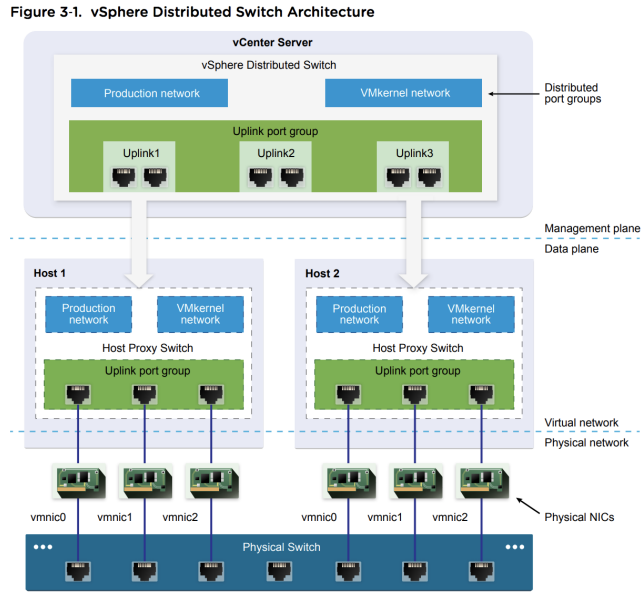 Figure 3-1. vSphere Distributed Switch Architecture
vCenter Server
vSphere Distributed Switch
Production network
VMkernel network
Distributed
port groups
Uplink port group
Uplink1
Uplink2
Uplink3
Management plane
Data plane
Host 1
Production
network
VMkernel
network
Host Proxy Switch
Uplink port group
Host 2
Production
network
VMkernel
network
Host Proxy Switch
Uplink port group
Virtual network
Physical network
vmnic0
vmnic1
vmnic2
vmnic0
vmnic1
vmnic2
Physical NICs
Physical Switch